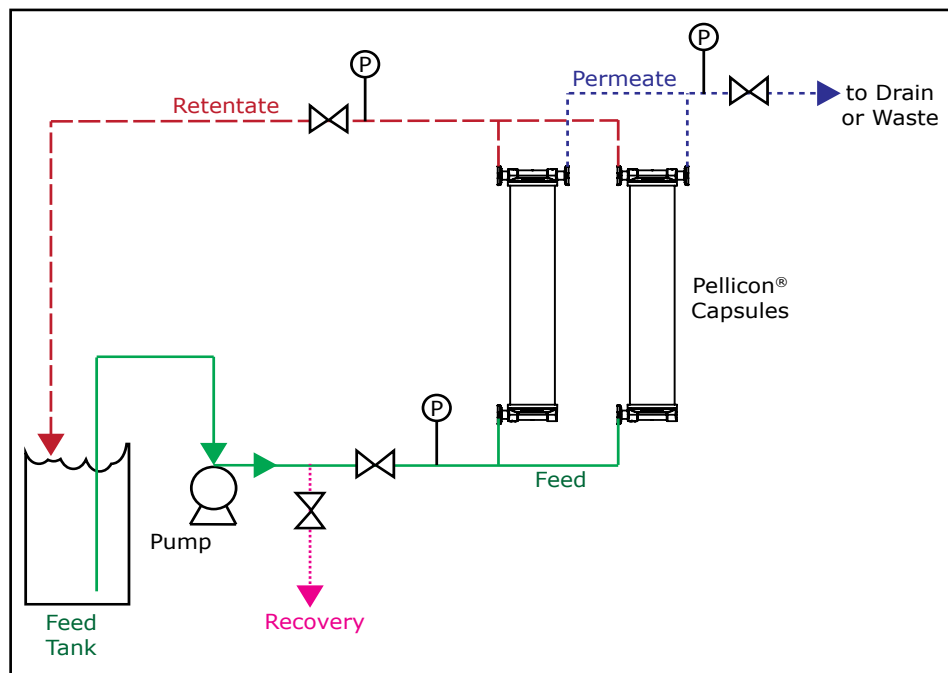 P
P
Permeate
to Drain
or Waste
Retentate
Pellicon®
Capsules
P
Feed
Pump
Recovery
Feed
Tank